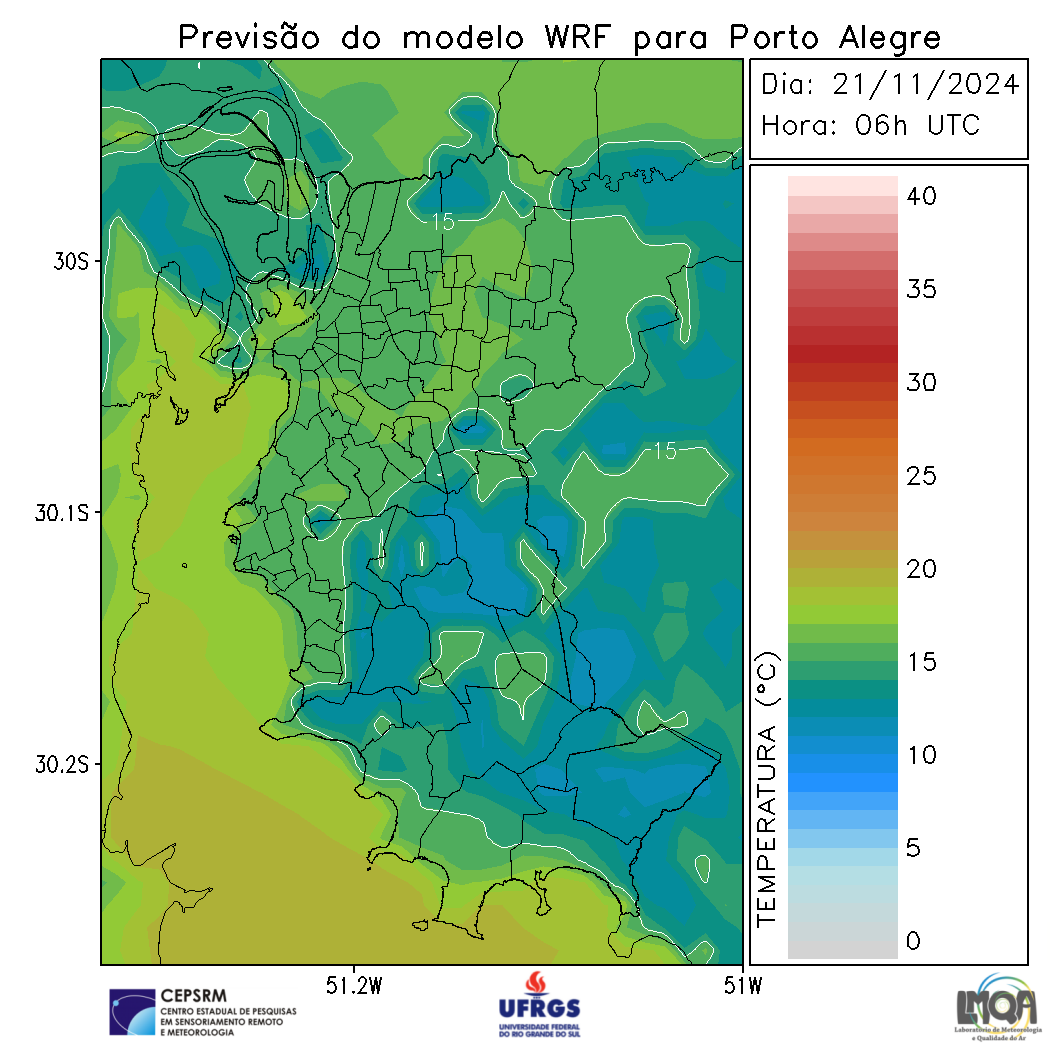 Previsão do modelo WRF para Porto Alegre
Dia: 21/11/2024
Hora: 06h UTC
30S
30.1S
30.2S
51.2W
51W
15
15
TEMPERATURA (°C)
40
35
30
25
20
15
10
5
0
CEPSRM
CENTRO ESTADUAL DE PESQUISAS
EM SENSORIAMENTO REMOTO
E METEOROLOGIA
UFRGS
UNIVERSIDADE FEDERAL
DO RIO GRANDE DO SUL
LMQA
Laboratório de Meteorologia
e Qualidade do Ar